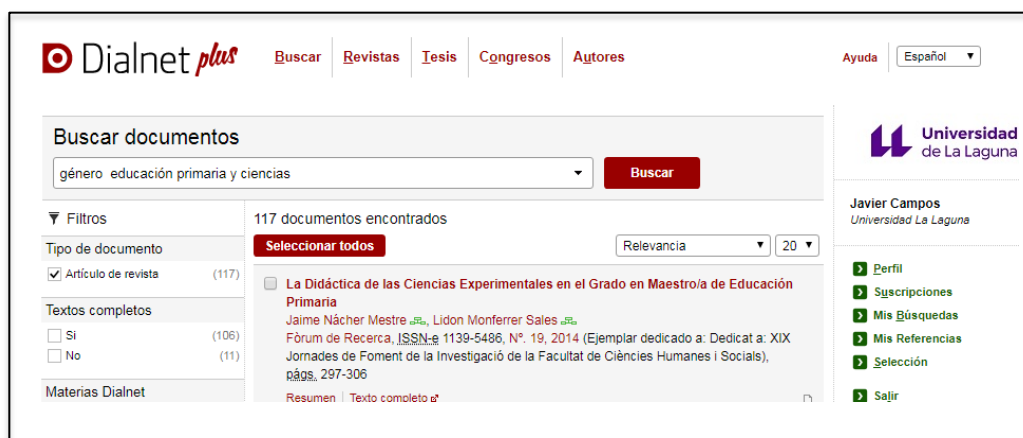 Dialnet plus
Buscar
Revistas
Tesis
Congresos
Autores
Ayuda
Español
Buscar documentos
género educación primaria y ciencias
Buscar
Filtros
Tipo de documento
Artículo de revista (117)
Textos completos
Si (106)
No (11)
Materias Dialnet
117 documentos encontrados
Seleccionar todos
Relevancia
20
La Didáctica de las Ciencias Experimentales en el Grado en Maestro/a de Educación
Primaria
Jaime Nácher Mestre, Lidon Monferrer Sales
Fòrum de Recerca, ISSN-e 1139-5486, Nº. 19, 2014 (Ejemplar dedicado a: Dedicat a: XIX
Jornades de Foment de la Investigació de la Facultat de Ciències Humanes i Socials),
págs. 297-306
Resumen | Texto completo
Universidad
de La Laguna
Javier Campos
Universidad La Laguna
Perfil
Suscripciones
Mis Búsquedas
Mis Referencias
Selección
Salir